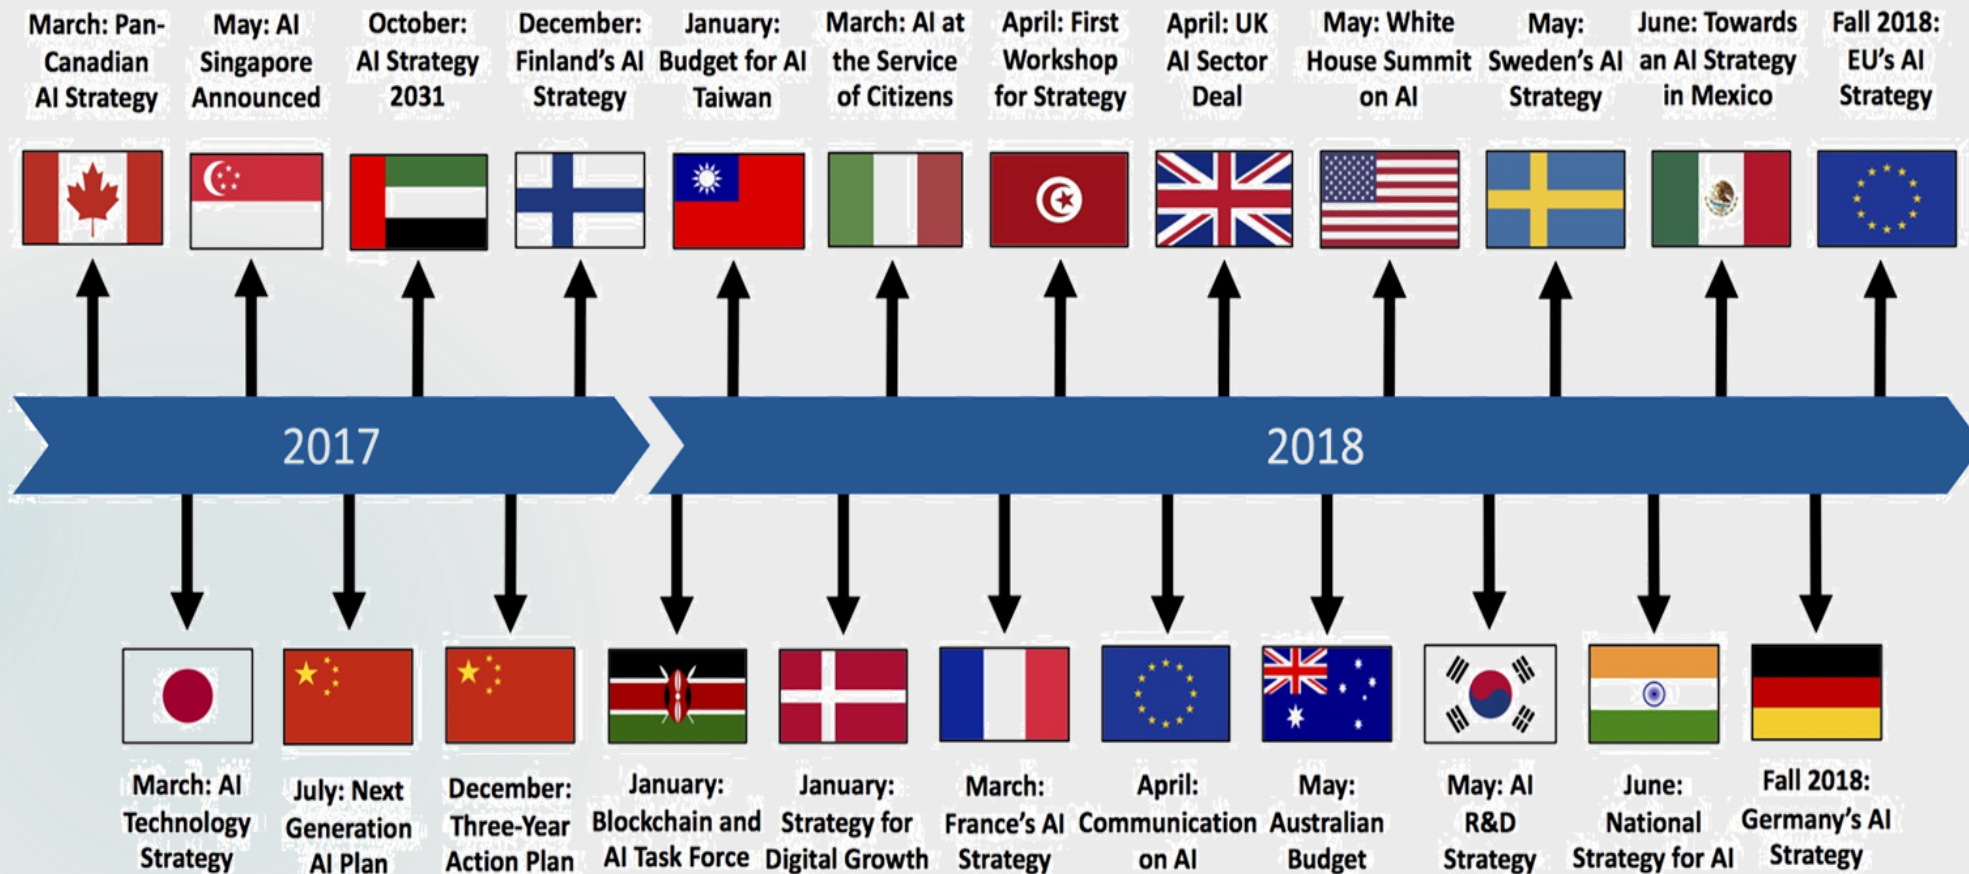 March: Pan-
Canadian
AI Strategy
May: AI
Singapore
Announced
October:
AI Strategy
2031
December:
Finland's AI
Strategy
January:
Budget for AI
Taiwan
March: AI at
the Service
of Citizens
April: First
Workshop
for Strategy
April: UK
AI Sector
Deal
May: White
House Summit
on AI
May:
Sweden's AI
Strategy
June: Towards
an AI Strategy
in Mexico
Fall 2018:
EU's AI
Strategy
2017
2018
March: AI
Technology
Strategy
July: Next
Generation
AI Plan
December:
Three-Year
Action Plan
January:
Blockchain and
AI Task Force
January:
Strategy for
Digital Growth
March:
France's AI
Strategy
April:
Communication
on AI
May:
Australian
Budget
May: AI
R&D
Strategy
June:
National
Strategy for AI
Fall 2018:
Germany's AI
Strategy